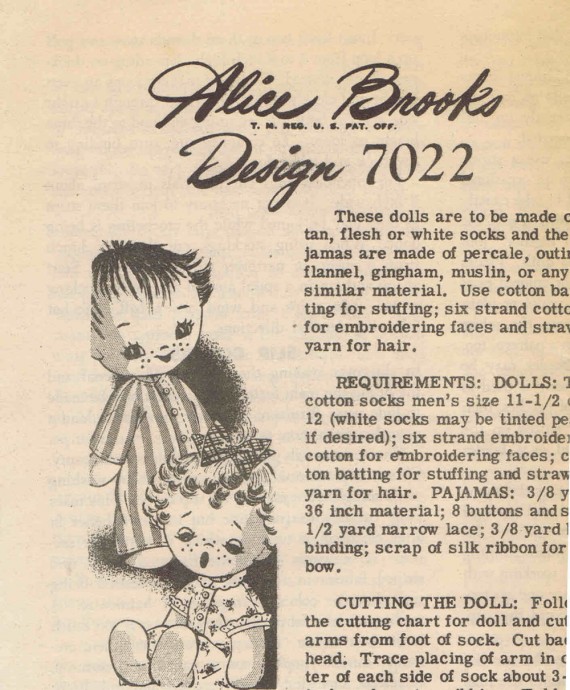 Alice Brooks
T. M. REG. U. S. PAT. OFF.
Design 7022
These dolls are to be made
tan, flesh or white socks and the
jamas are made of percale, outi
flannel, gingham, muslin, or any
similar material. Use cotton ba
ting for stuffing; six strand cotto
for embroidering faces and straw
yarn for hair.
REQUIREMENTS: DOLLS: T
cotton socks men's size 11-1/2
12 (white socks may be tinted pe
if desired); six strand embroider
cotton for embroidering faces; c
ton batting for stuffing and straw
yarn for hair. PAJAMAS: 3/8 y
36 inch material; 8 buttons and s
1/2 yard narrow lace; 3/8 yard
binding; scrap of silk ribbon for
bow.
CUTTING THE DOLL: Foll
the cutting chart for doll and cut
arms from foot of sock. Cut bac
head. Trace placing of arm in c
ter of each side of sock about 3-